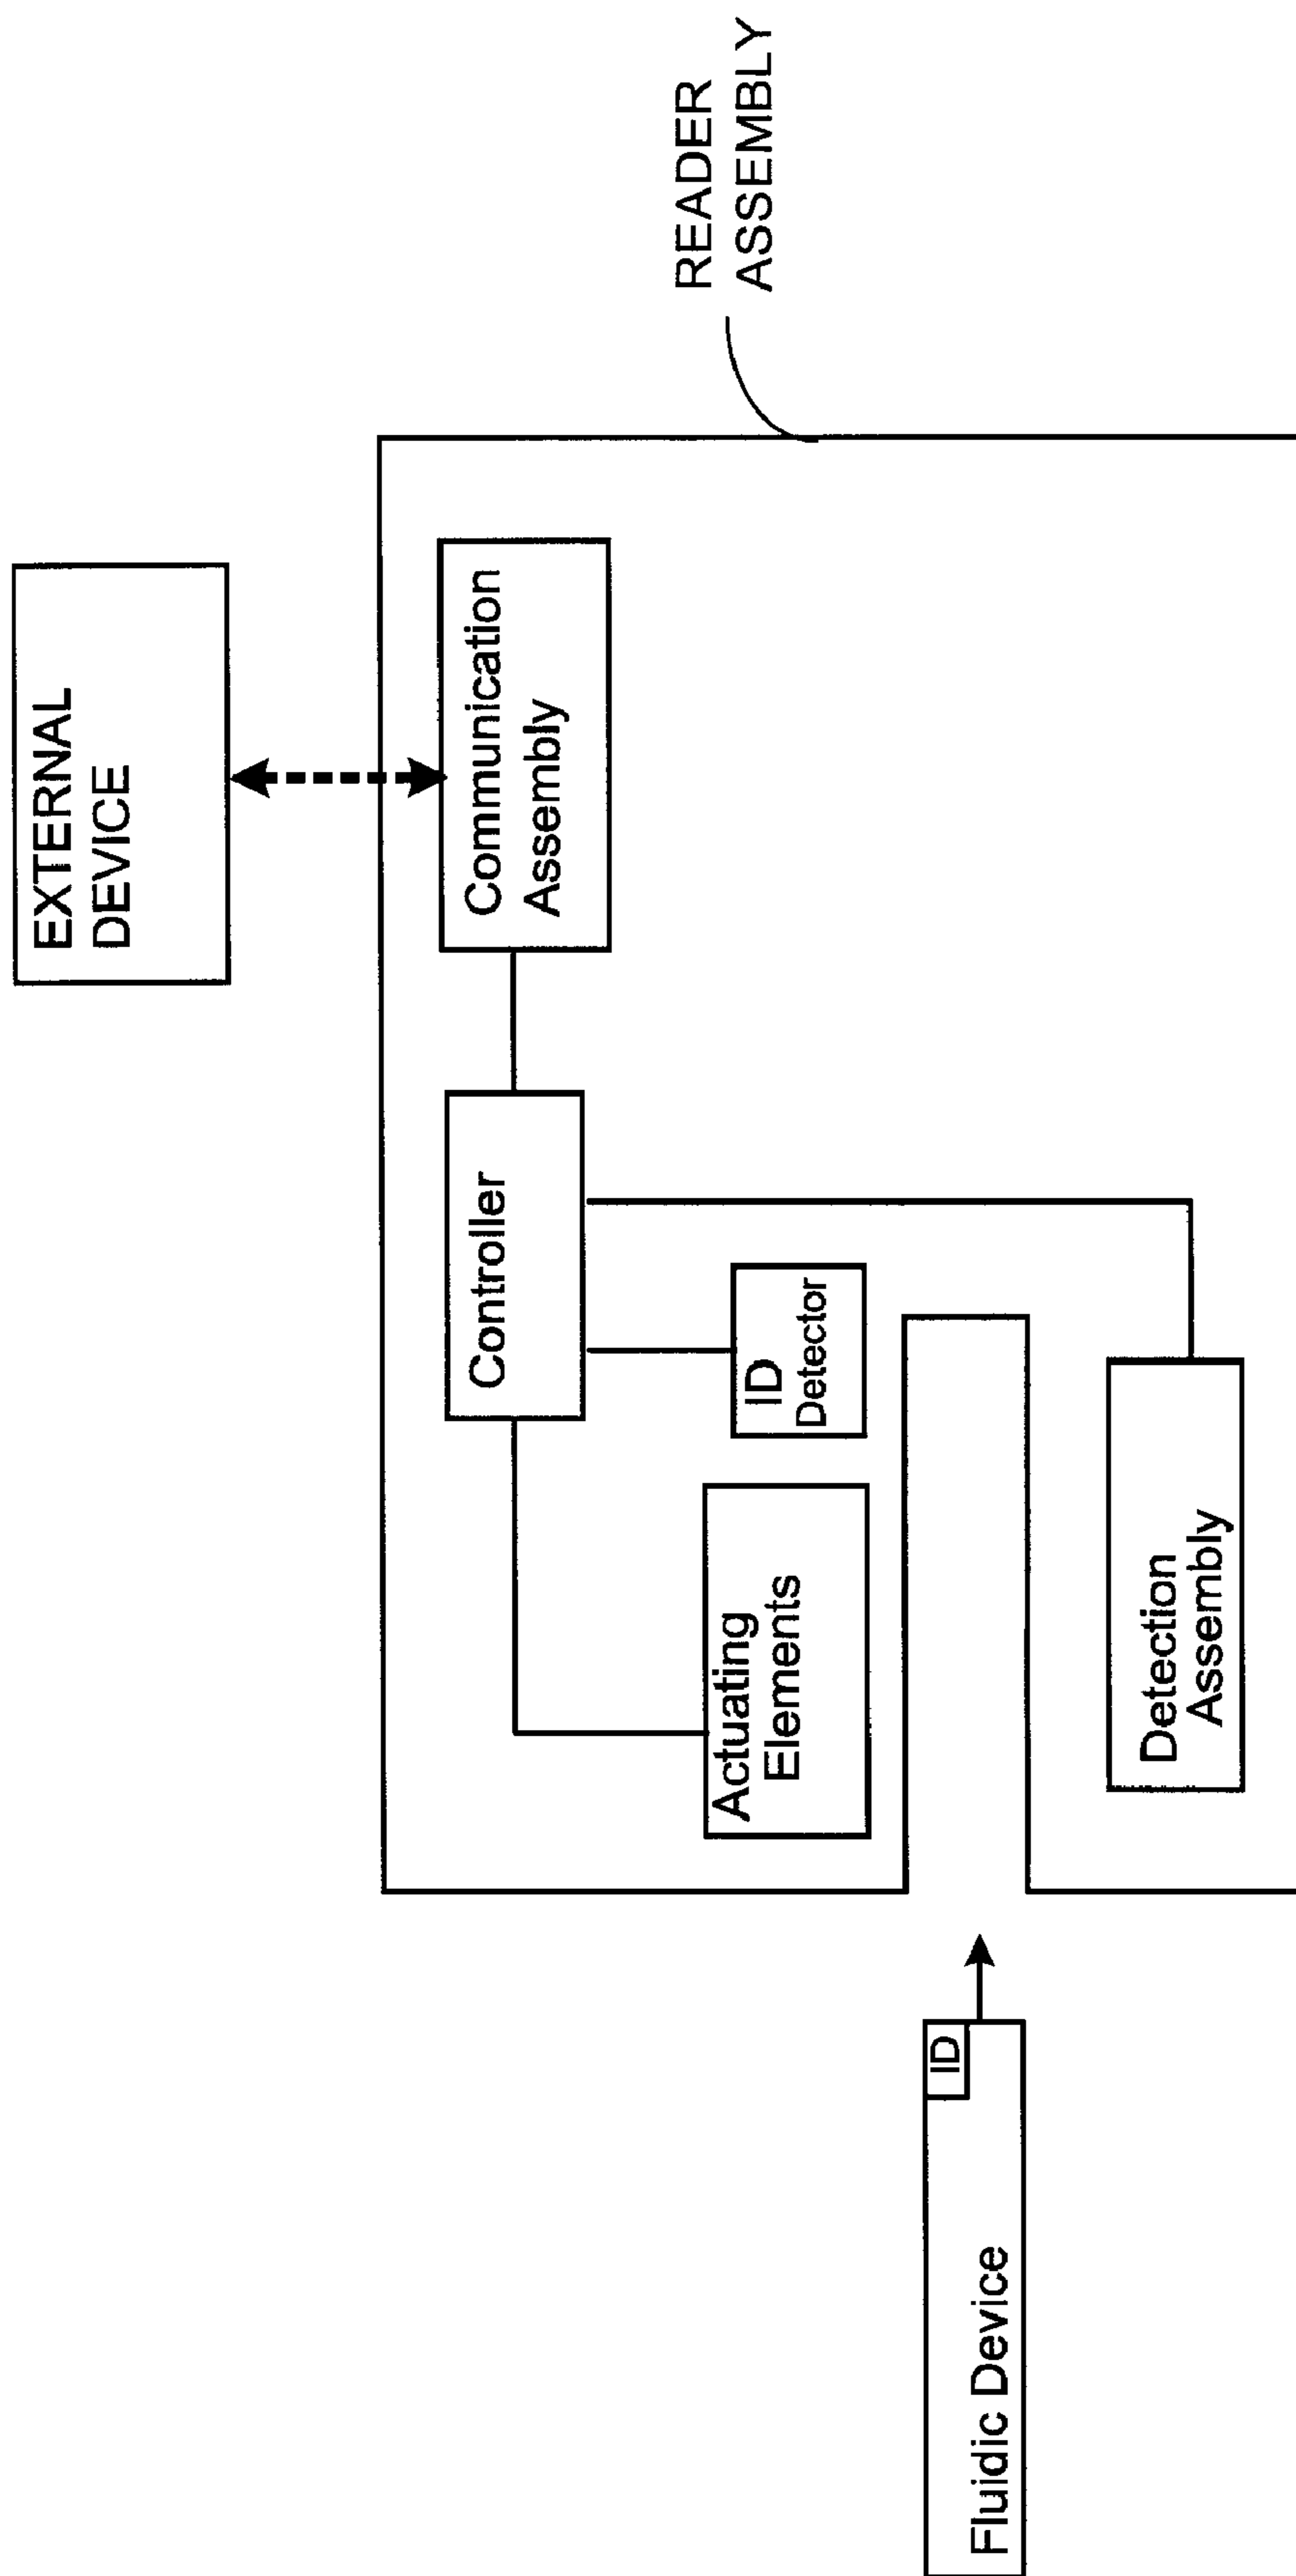 EXTERNAL
DEVICE
READER
ASSEMBLY
Communication
Assembly
Controller
ID
Detector
Actuating
Elements
Detection
Assembly
ID
Fluidic Device